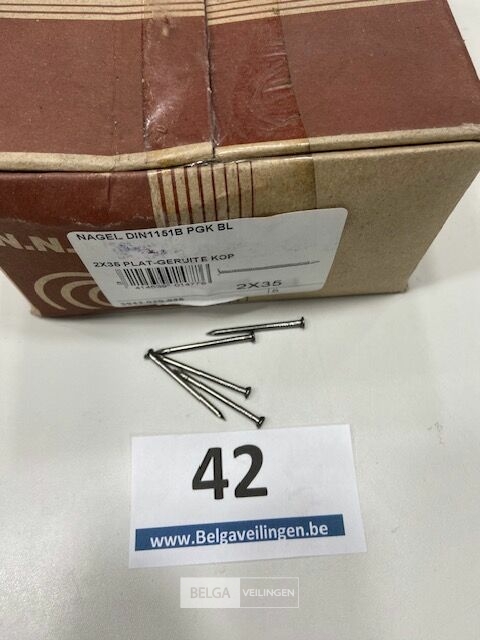 N.N.
NAGEL DIN1151B PGK BL
2X35 PLAT-GERUITE KOP
2X35
42
www.Belgaveilingen.be
BELGA VEILINGEN